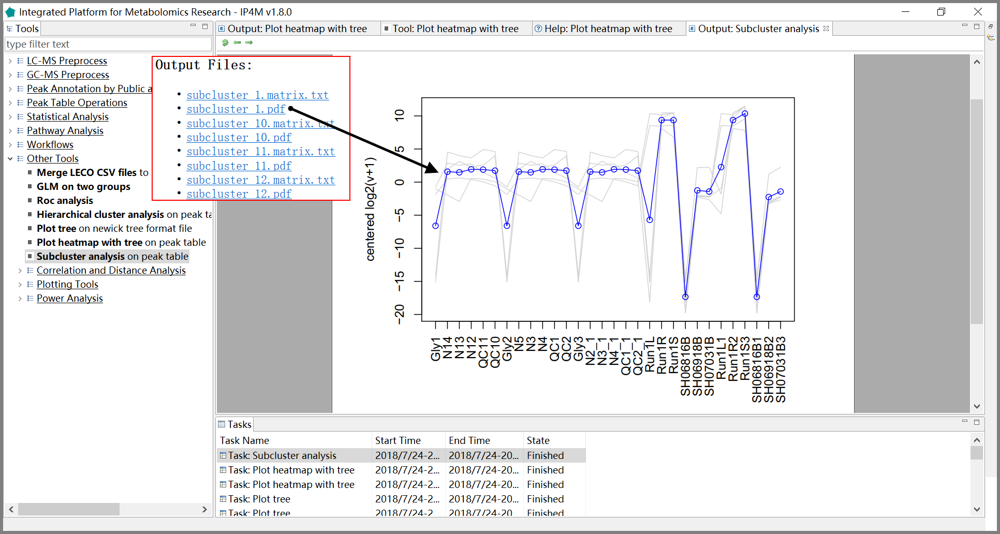 Integrated Platform for Metabolomics Research - IP4M v1.8.0
Tools
type filter text
LC-MS Preprocess
GC-MS Preprocess
Peak Annotation by Public a
Peak Table Operations
Statistical Analysis
Pathway Analysis
Workflows
Other Tools
Merge LECO CSV files to
GLM on two groups
Roc analysis
Hierarchical cluster analysis on peak ta
Plot tree on newick tree format file
Plot heatmap with tree on peak table
Subcluster analysis on peak table
Correlation and Distance Analysis
Plotting Tools
Power Analysis
Output: Plot heatmap with tree
Tool: Plot heatmap with tree
Help: Plot heatmap with tree
Output: Subcluster analysis
Output Files:
subcluster_1.matrix.txt
subcluster_1.pdf
subcluster_10.matrix.txt
subcluster_10.pdf
subcluster_11.matrix.txt
subcluster_11.pdf
subcluster_12.matrix.txt
subcluster_12.pdf
centered log2(v+1)
10
5
0
−5
−10
−15
−20
Gly1
N14
N13
N12
QC11
QC10
Gly2
N5
N3
N4
QC1
QC2
Gly3
N2_1
N3_1
N4_1
QC1_1
QC2_1
Run1L
Run1R
Run1S
SH06816B
SH06918B
SH07031B
Run1L1
Run1R2
Run1S3
SH06816B1
SH06918B2
SH07031B3
Tasks
Task Name Start Time End Time State
Task: Subcluster analysis 2018/7/24-2... 2018/7/24-20... Finished
Task: Plot heatmap with tree 2018/7/24-2... 2018/7/24-20... Finished
Task: Plot heatmap with tree 2018/7/24-2... 2018/7/24-20... Finished
Task: Plot tree 2018/7/24-2... 2018/7/24-20... Finished
Task: Plot tree 2018/7/24-2 2018/7/24-20 Finished